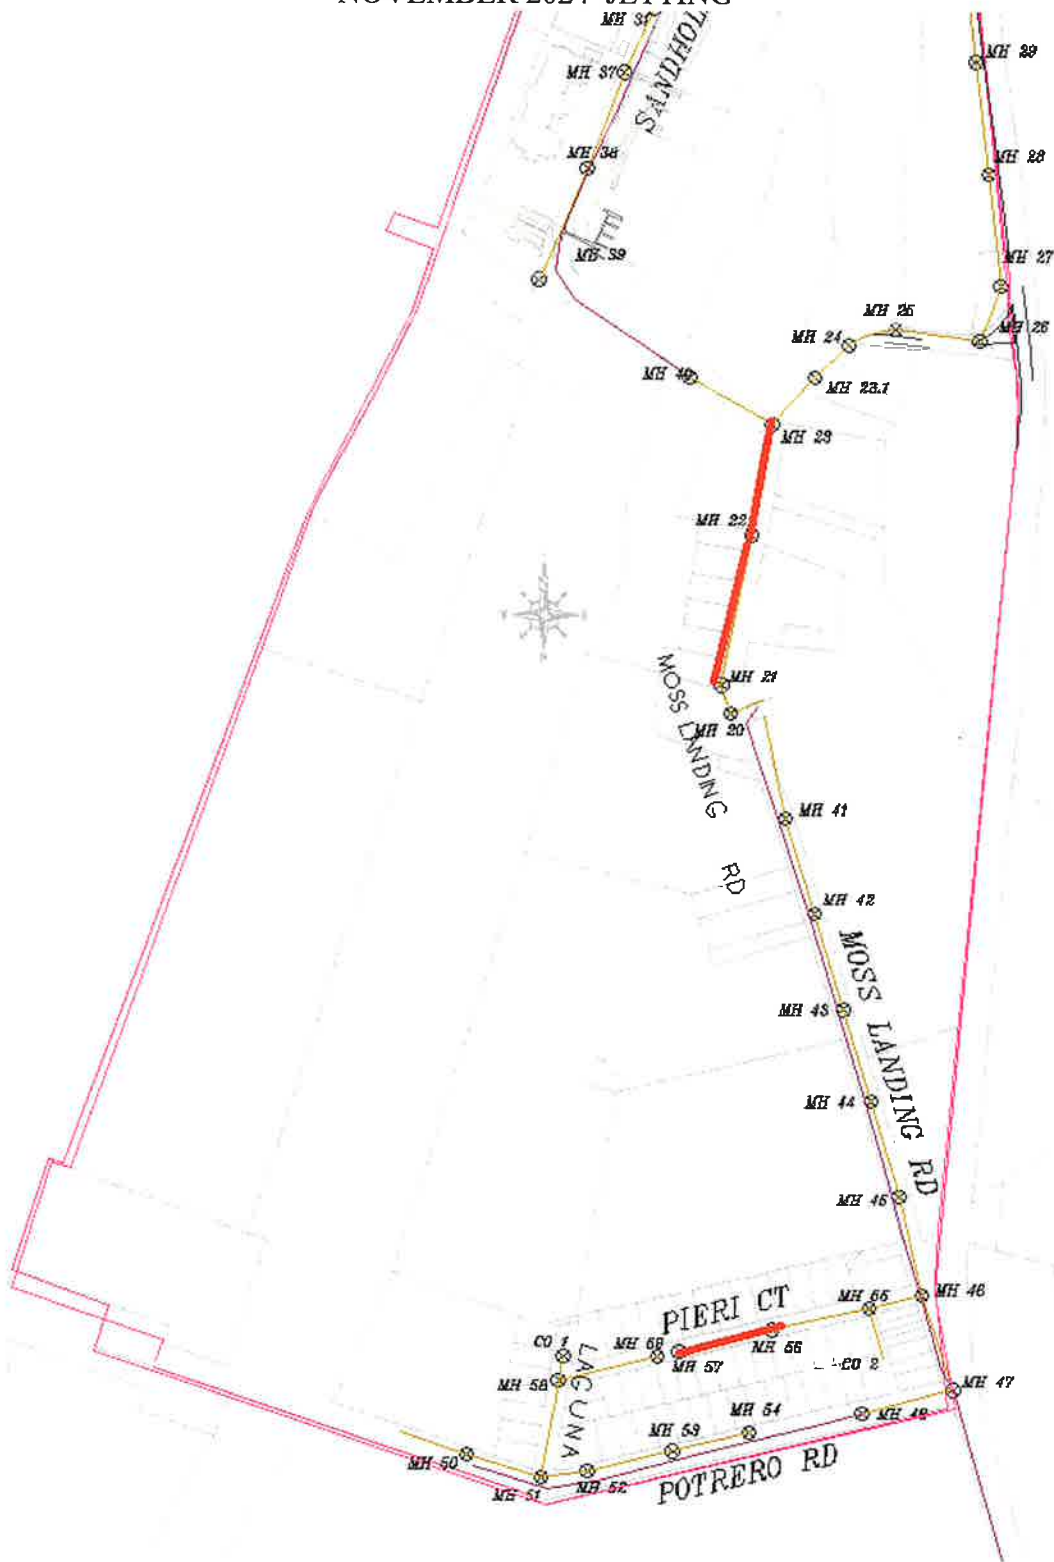 NOVEMBER 2024 JETTING
MH 37
MH 38
SANDHOL
MH 39
MH 29
MH 28
MH 27
MH 26
MH 25
MH 24
MH 23.1
MH 40
MH 23
MH 22
MH 21
MH 20
MOSS LANDING RD
MH 41
MH 42
MH 43
MOSS LANDING RD
MH 44
MH 45
MH 46
MH 55
PIERI CT
MH 56
CO 1
MH 59
MH 57
CO 2
MH 58
LAGUNA
MH 47
MH 48
MH 54
MH 53
MH 50
MH 51
MH 52
POTRERO RD